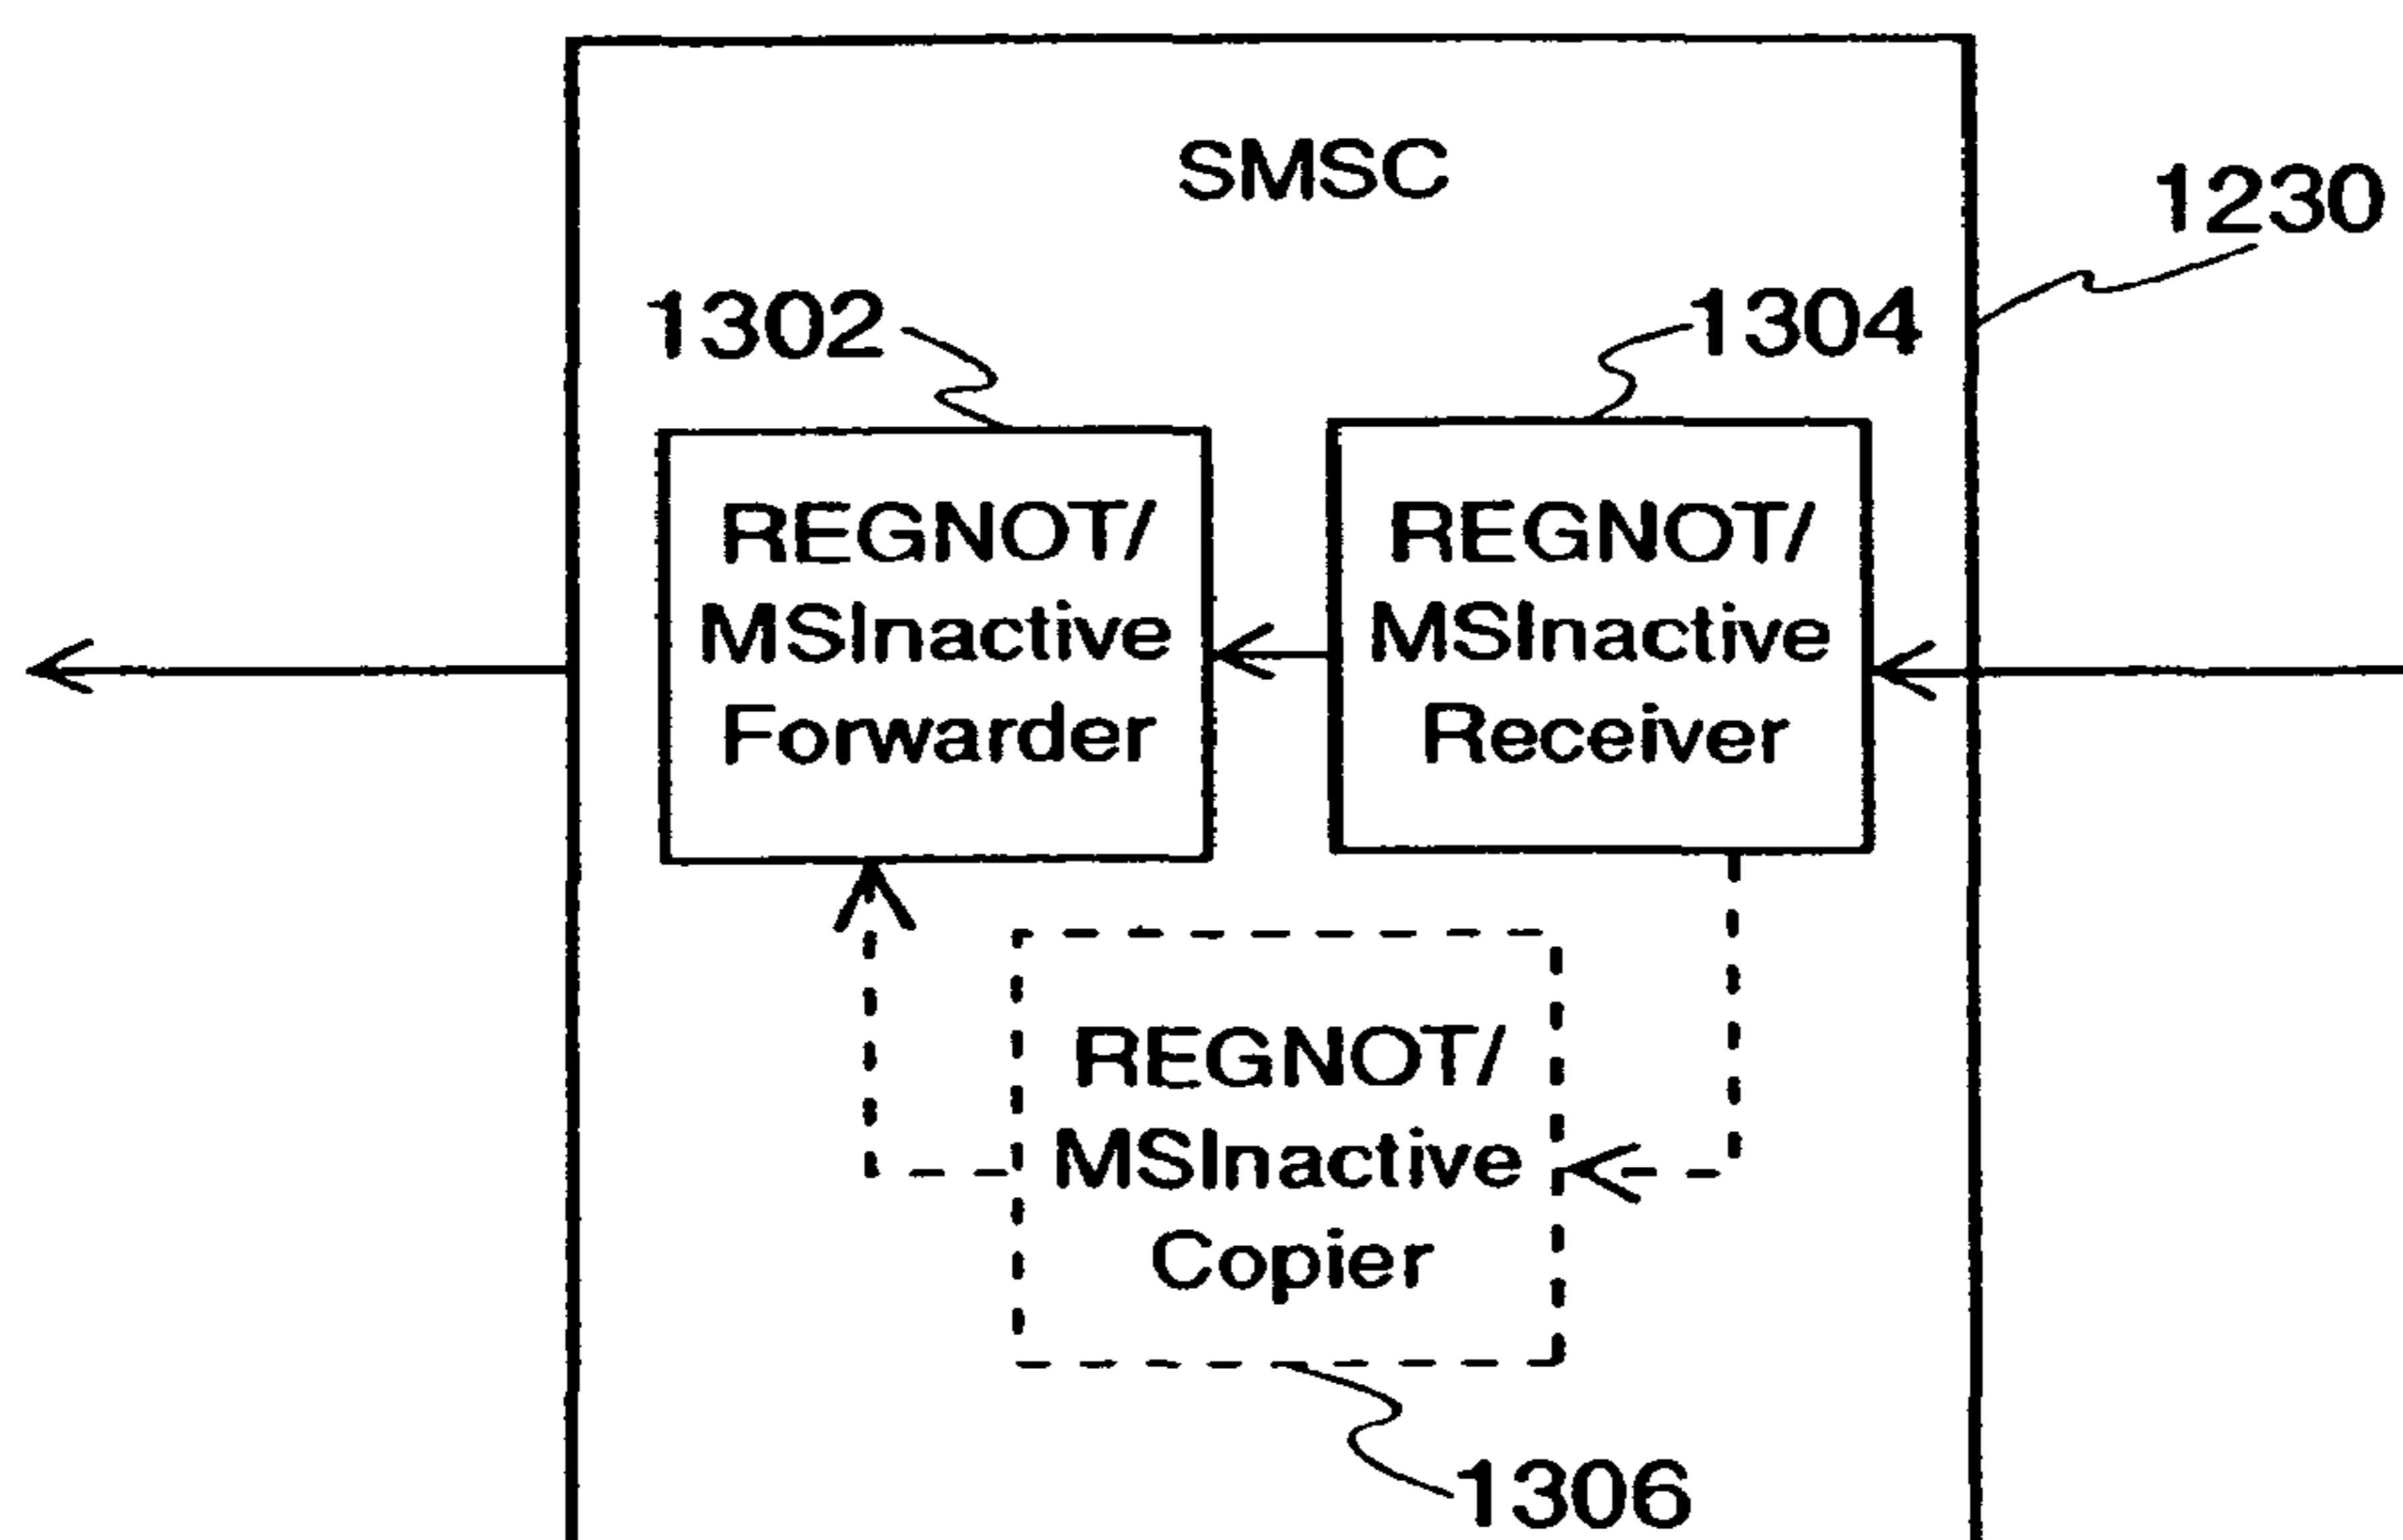 SMSC
1230
1302
1304
REGNOT/
MSInactive
Forwarder
REGNOT/
MSInactive
Receiver
REGNOT/
MSInactive
Copier
1306